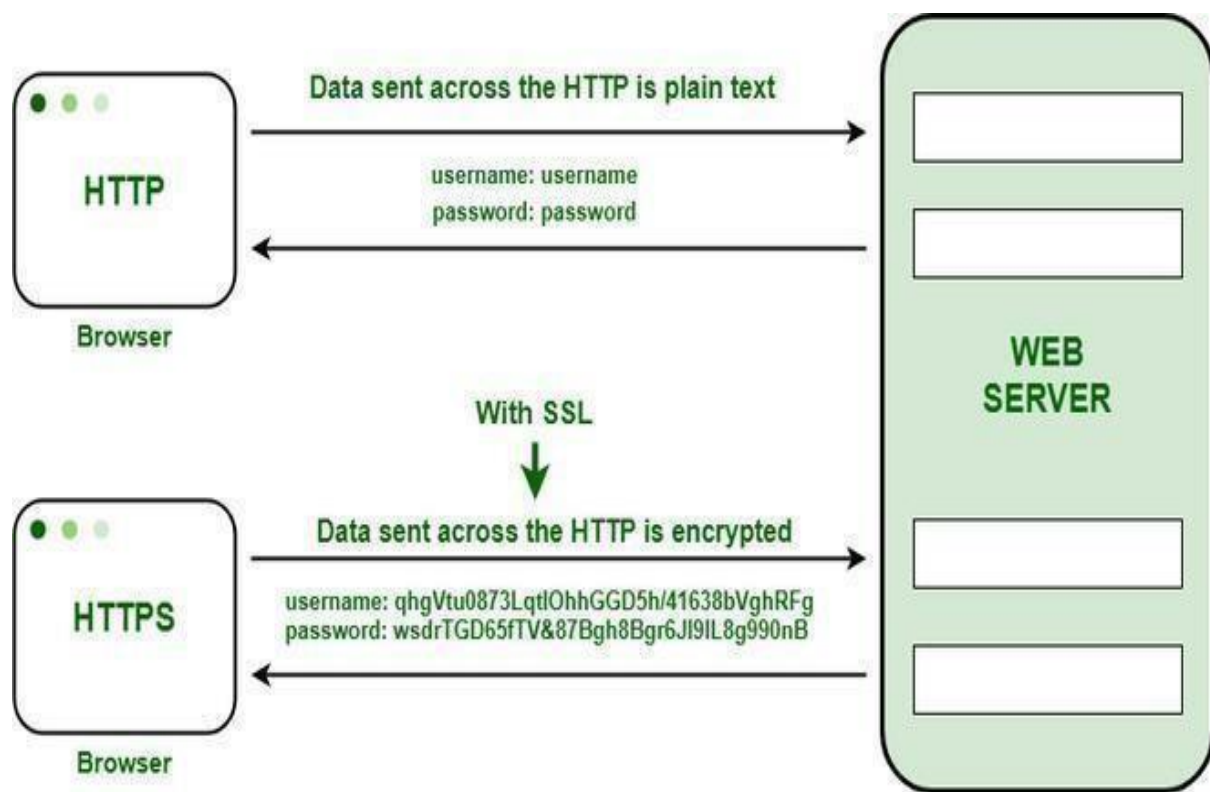 Data sent across the HTTP is plain text
HTTP
username: username
password: password
Browser
WEB
SERVER
With SSL
Data sent across the HTTP is encrypted
HTTPS
username: qhgVtu0873LqtlOhhGGD5h/41638bVghRFg
password: wsdrTGD65fTV&87Bgh8Bgr6Jl9lL8g990nB
Browser